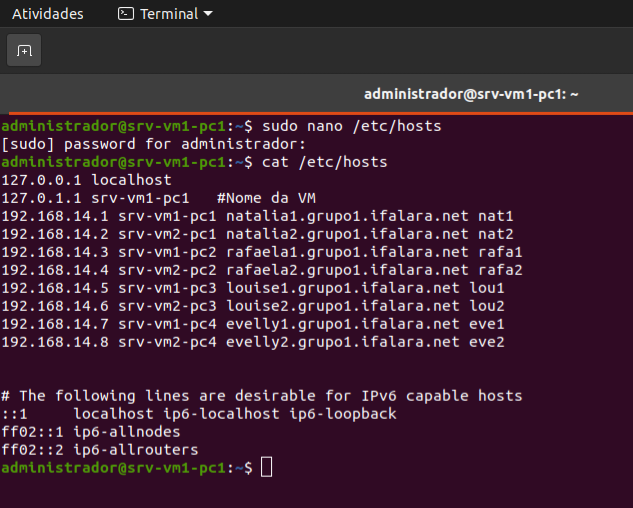 Atividades Terminal
administrador@srv-vm1-pc1: ~
administrador@srv-vm1-pc1:~$ sudo nano /etc/hosts
[sudo] password for administrador:
administrador@srv-vm1-pc1:~$ cat /etc/hosts
127.0.0.1 localhost
127.0.1.1 srv-vm1-pc1   #Nome da VM
192.168.14.1 srv-vm1-pc1 natalia1.grupo1.ifalara.net nat1
192.168.14.2 srv-vm2-pc1 natalia2.grupo1.ifalara.net nat2
192.168.14.3 srv-vm1-pc2 rafaela1.grupo1.ifalara.net rafa1
192.168.14.4 srv-vm2-pc2 rafaela2.grupo1.ifalara.net rafa2
192.168.14.5 srv-vm1-pc3 louise1.grupo1.ifalara.net lou1
192.168.14.6 srv-vm2-pc3 louise2.grupo1.ifalara.net lou2
192.168.14.7 srv-vm1-pc4 evelly1.grupo1.ifalara.net eve1
192.168.14.8 srv-vm2-pc4 evelly2.grupo1.ifalara.net eve2
# The following lines are desirable for IPv6 capable hosts
::1     localhost ip6-localhost ip6-loopback
ff02::1 ip6-allnodes
ff02::2 ip6-allrouters
administrador@srv-vm1-pc1:~$